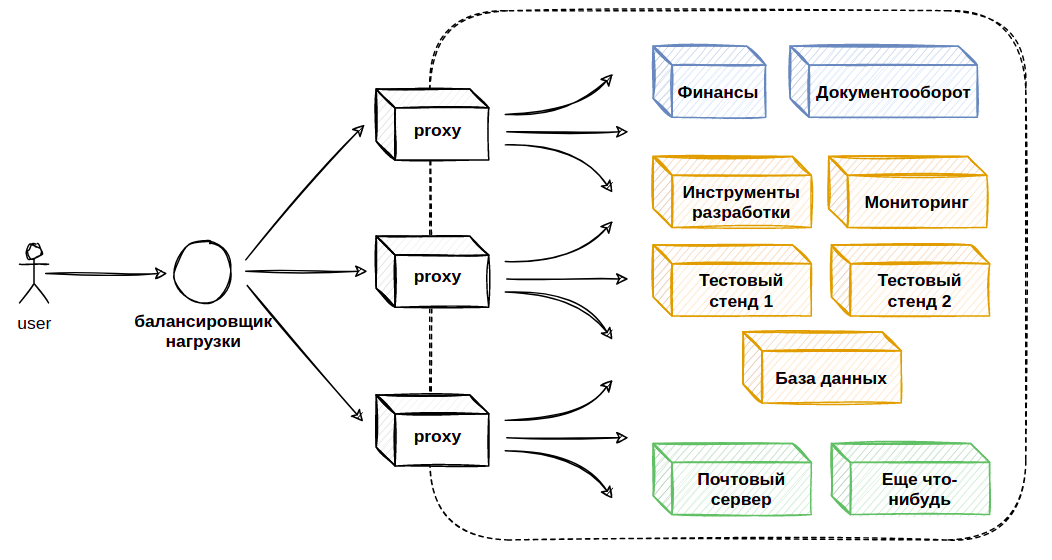 Финансы
Документооборот
proxy
Инструменты
разработки
Мониторинг
proxy
Тестовый
стенд 1
Тестовый
стенд 2
user
балансировщик
нагрузки
База данных
proxy
Почтовый
сервер
Еще что-
нибудь